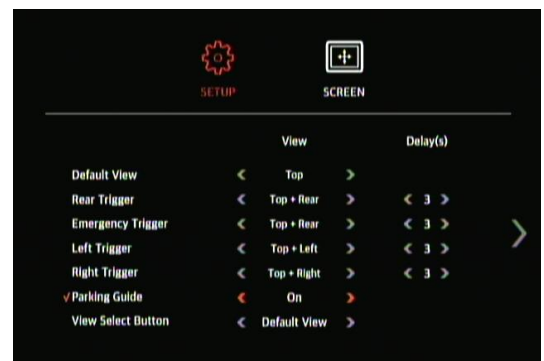 SETUP SCREEN
View Delay(s)
Default View < Top >
Rear Trigger < Top + Rear > < 3 >
Emergency Trigger < Top + Rear > < 3 >
Left Trigger < Top + Left > < 3 >
Right Trigger < Top + Right > < 3 >
√ Parking Guide < On >
View Select Button < Default View >